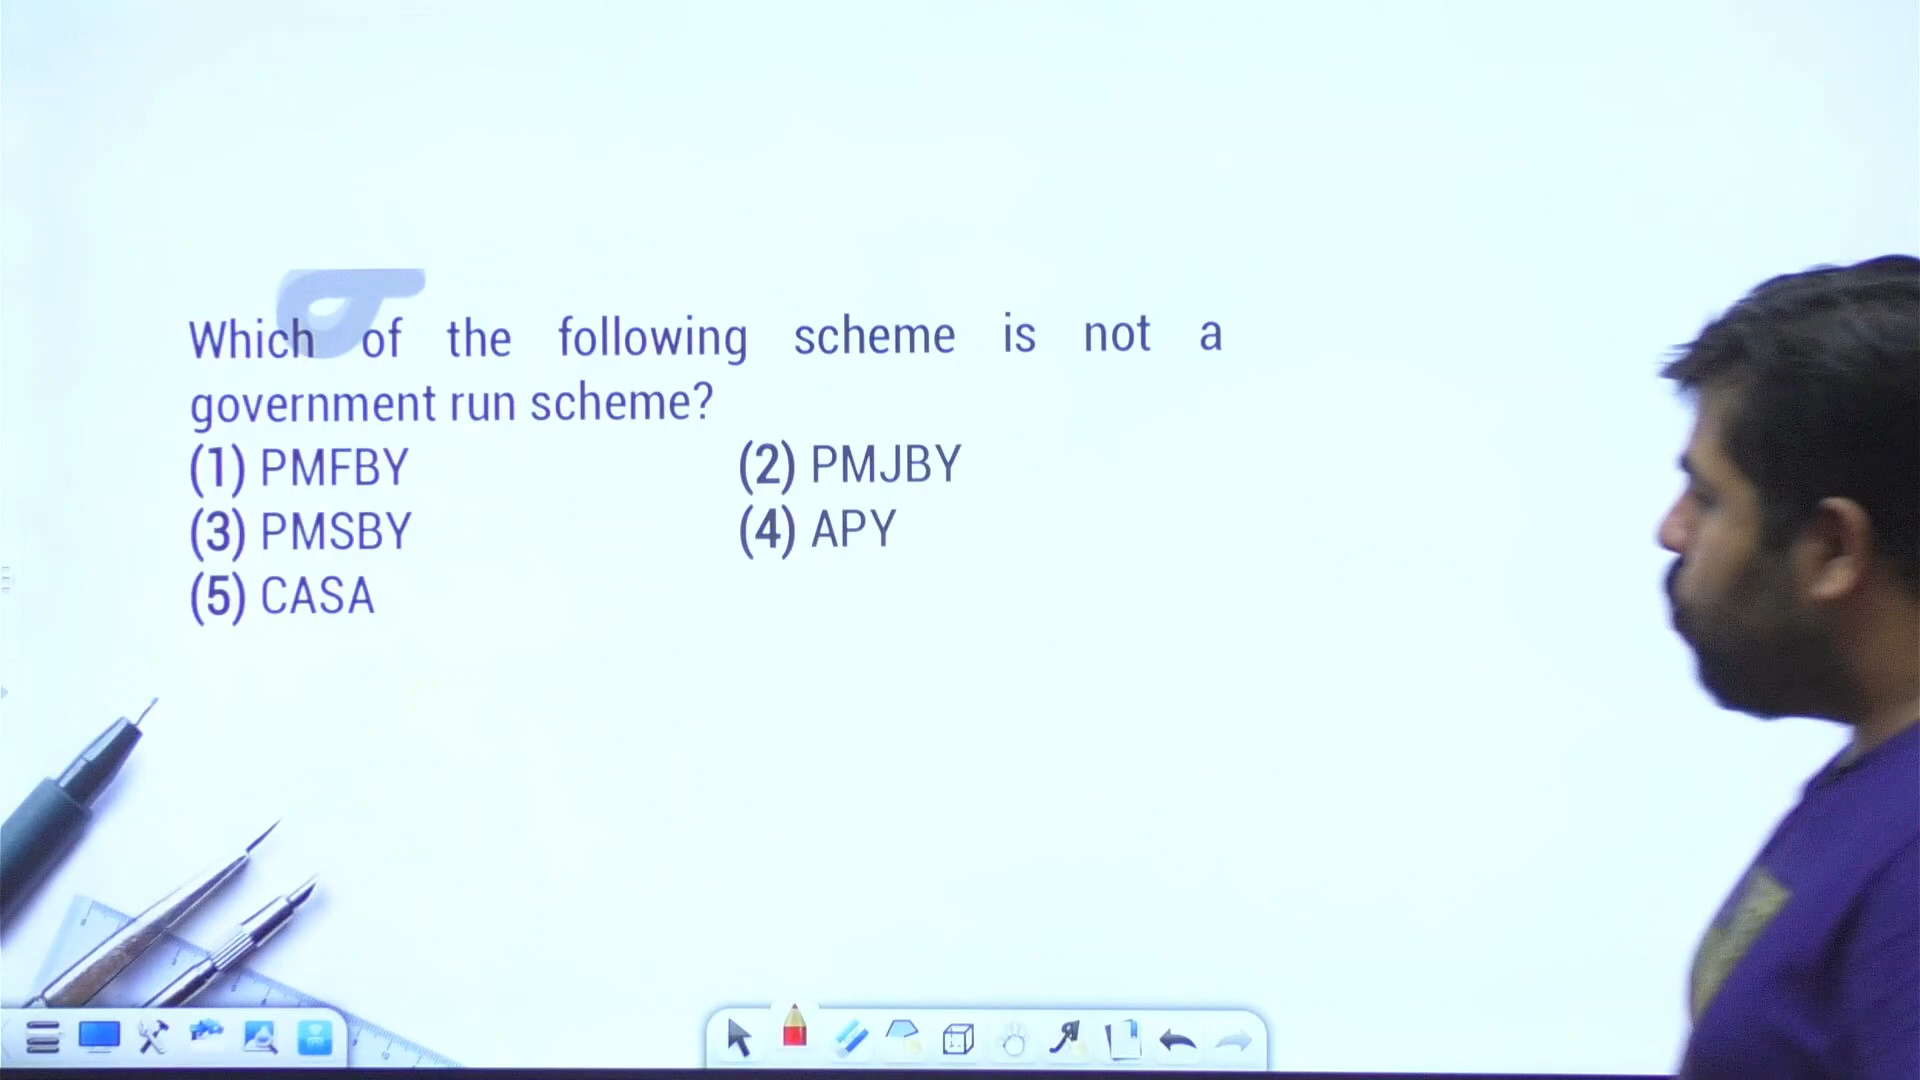 Which of the following scheme is not a
government run scheme?
(1) PMFBY (2) PMJBY
(3) PMSBY (4) APY
(5) CASA